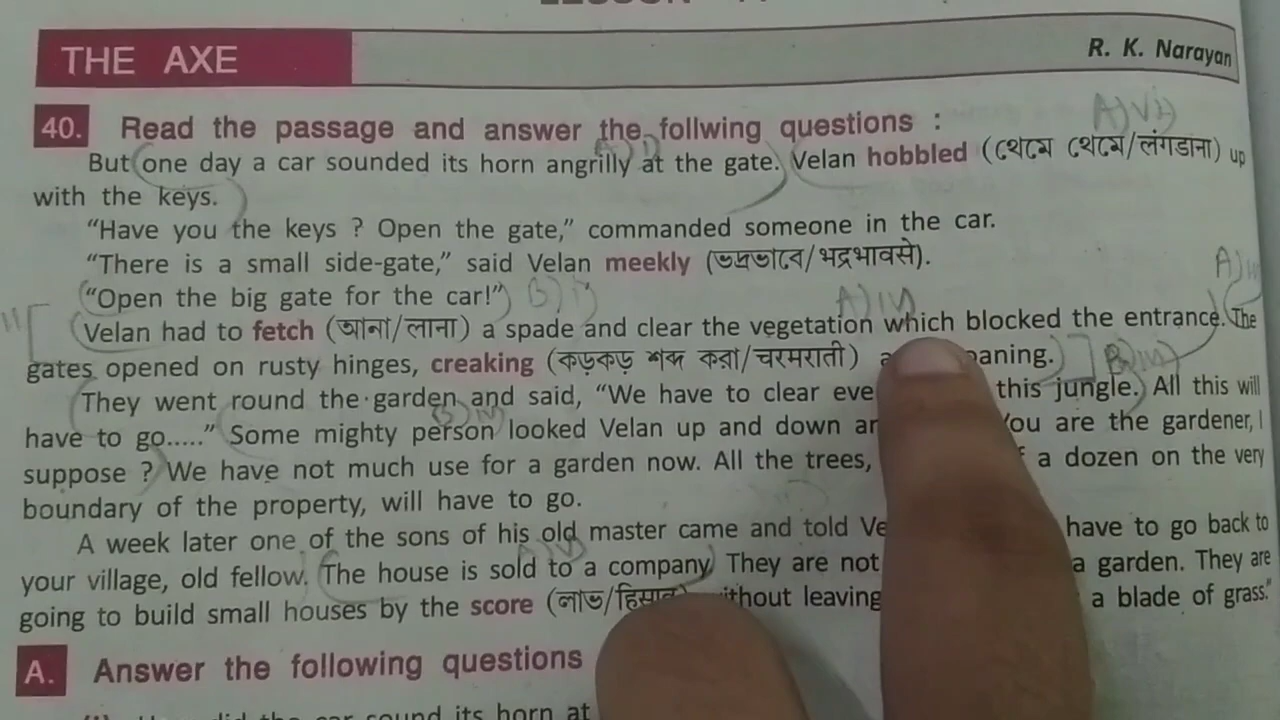 THE AXE
R. K. Narayan
40. Read the passage and answer the follwing questions :
But one day a car sounded its horn angrilly at the gate. Velan hobbled (থেমে থেমে/लंगडाना) up
with the keys.
“Have you the keys ? Open the gate,” commanded someone in the car.
“There is a small side-gate,” said Velan meekly (ভদ্রভাবে/भद्रभावसे).
“Open the big gate for the car!”
Velan had to fetch (আনা/लाना) a spade and clear the vegetation which blocked the entrance. The
gates opened on rusty hinges, creaking (কড়কড় শব্দ করা/चरमराती)
They went round the garden and said, “We have to clear this jungle. All this will
have to go.....” Some mighty person looked Velan up and down You are the gardener, I
suppose ? We have not much use for a garden now. All the trees, a dozen on the very
boundary of the property, will have to go.
A week later one of the sons of his old master came and told have to go back to
your village, old fellow. The house is sold to a company. They are not a garden. They are
going to build small houses by the score (লাভ/हिसाब) without leaving a blade of grass.”
A. Answer the following questions
car sound its horn at